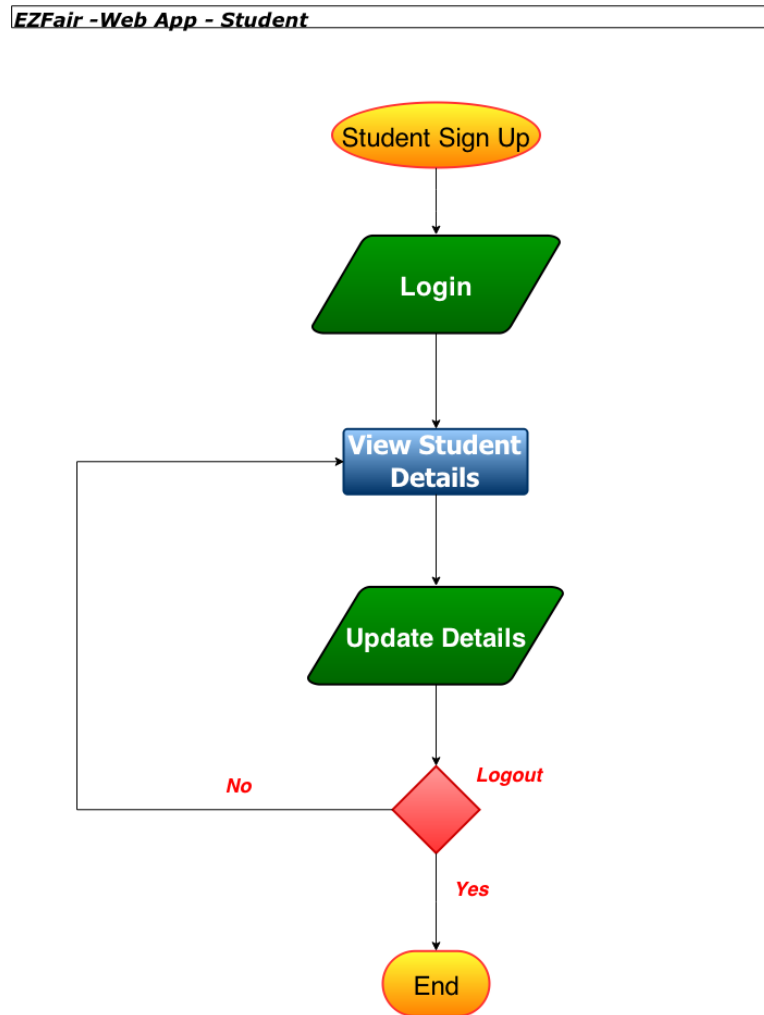 EZFair -Web App - Student
Student Sign Up
Login
View Student
Details
Update Details
Logout
No
Yes
End